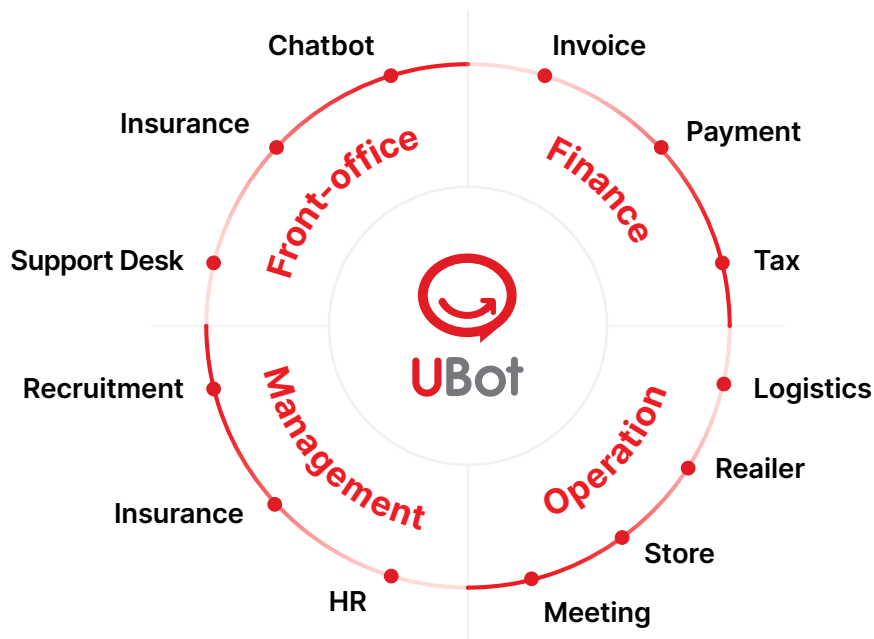 Chatbot
Invoice
Insurance
Payment
Front-office
Finance
Support Desk
Tax
UBot
Recruitment
Logistics
Management
Operation
Reailer
Insurance
Store
HR
Meeting